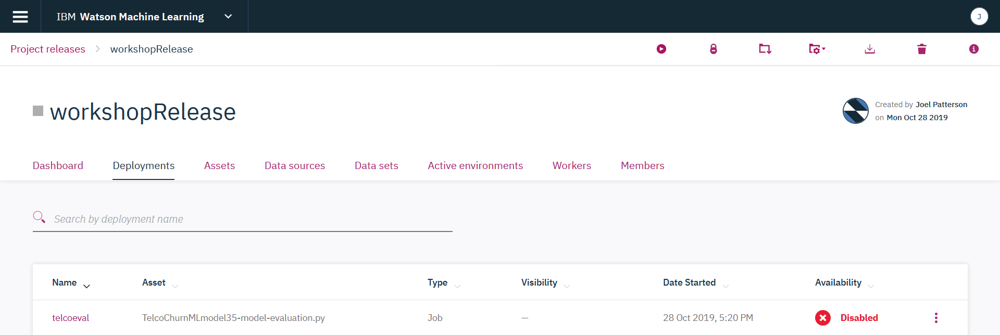 IBM Watson Machine Learning
J
Project releases > workshopRelease
workshopRelease
Created by Joel Patterson
on Mon Oct 28 2019
Dashboard Deployments Assets Data sources Data sets Active environments Workers Members
Search by deployment name
Name Asset Type Visibility Date Started Availability
telcoeval TelcoChurnMLmodel35-model-evaluation.py Job — 28 Oct 2019, 5:20 PM Disabled